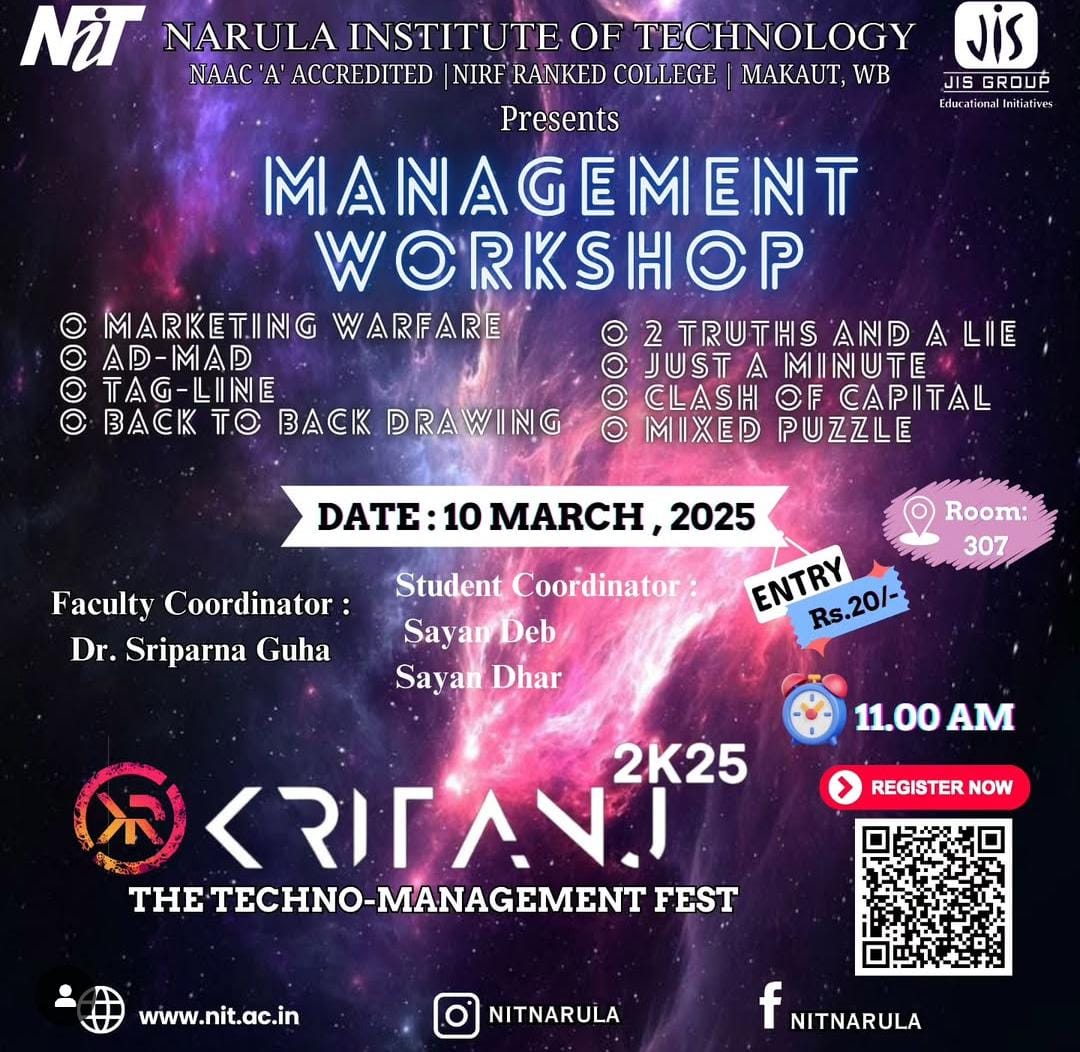 NiT
NARULA INSTITUTE OF TECHNOLOGY
JIS
NAAC 'A' ACCREDITED | NIRF RANKED COLLEGE | MAKAUT, WB
JIS GROUP
Educational Initiatives
Presents
MANAGEMENT
WORKSHOP
MARKETING WARFARE
AD-MAD
TAG-LINE
BACK TO BACK DRAWING
2 TRUTHS AND A LIE
JUST A MINUTE
CLASH OF CAPITAL
MIXED PUZZLE
DATE : 10 MARCH , 2025
Room:
307
ENTRY
Rs.20/-
Faculty Coordinator :
Dr. Sriparna Guha
Student Coordinator :
Sayan Deb
Sayan Dhar
11.00 AM
2K25
KR
KRITANJ
THE TECHNO-MANAGEMENT FEST
REGISTER NOW
www.nit.ac.in
NITNARULA
NITNARULA